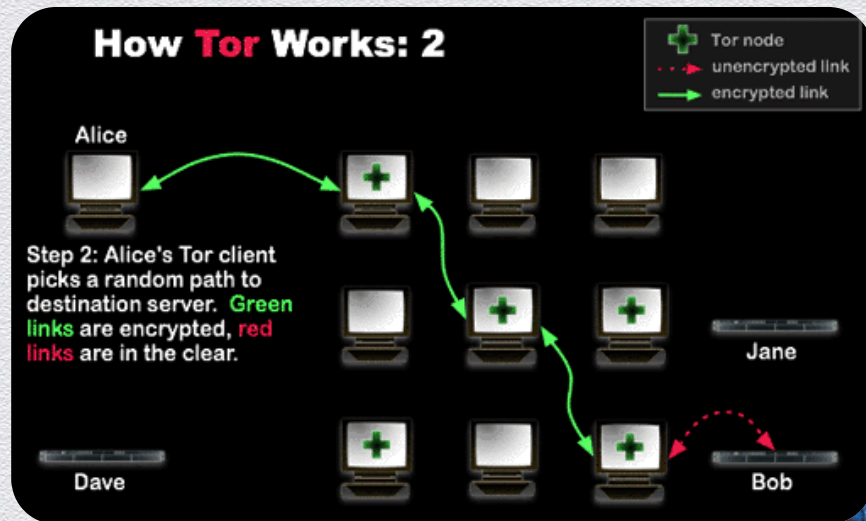 How Tor Works: 2
Tor node
unencrypted link
encrypted link
Alice
Step 2: Alice's Tor client
picks a random path to
destination server. Green
links are encrypted, red
links are in the clear.
Jane
Dave
Bob